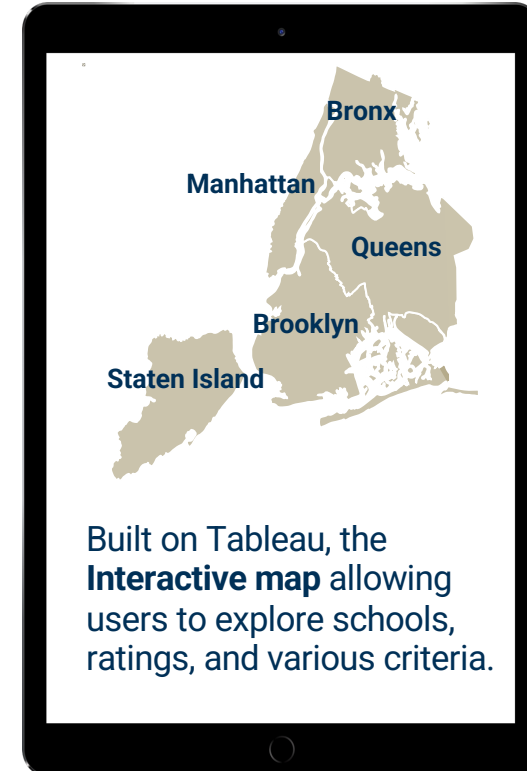 Bronx
Manhattan
Queens
Brooklyn
Staten Island
Built on Tableau, the
Interactive map allowing
users to explore schools,
ratings, and various criteria.